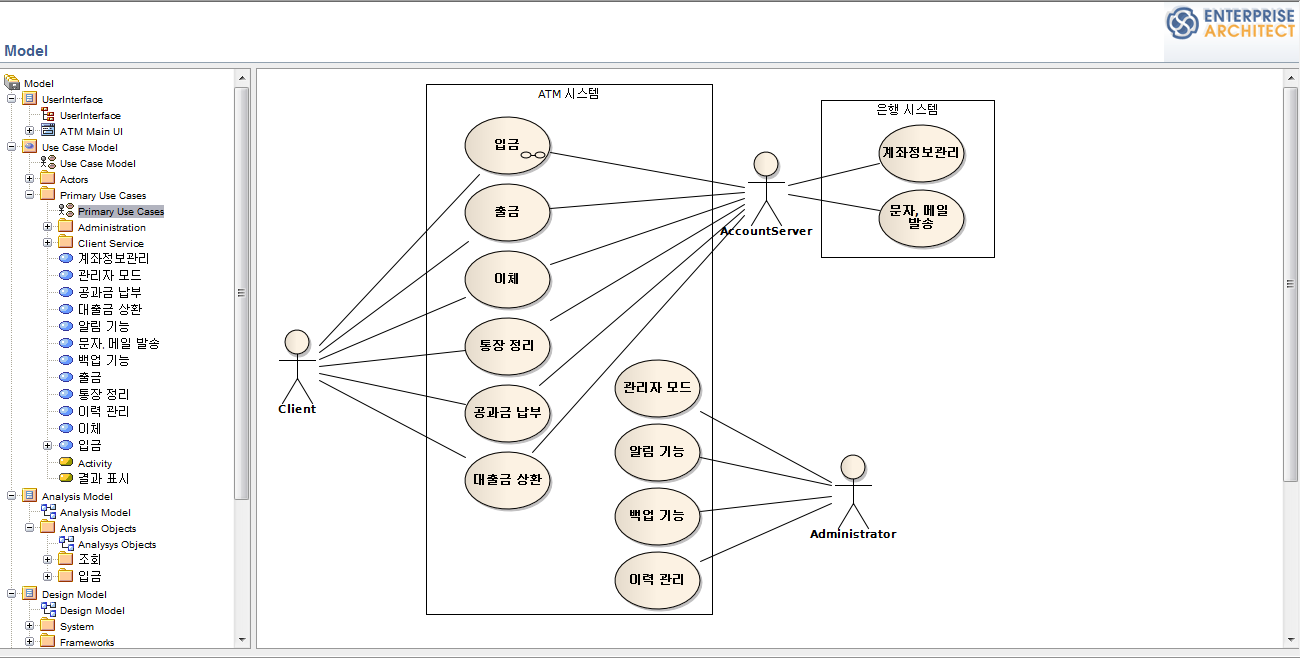 ENTERPRISE
ARCHITECT
Model
Model
UserInterface
UserInterface
ATM Main UI
Use Case Model
Use Case Model
Actors
Primary Use Cases
Primary Use Cases
Administration
Client Service
계좌정보관리
관리자 모드
공과금 납부
대출금 상환
알림 기능
문자, 메일 발송
백업 기능
출금
통장 정리
이력 관리
이체
입금
Activity
결과 표시
Analysis Model
Analysis Model
Analysis Objects
Analysys Objects
조회
입금
Design Model
Design Model
System
Frameworks
ATM 시스템
입금
출금
이체
통장 정리
공과금 납부
대출금 상환
관리자 모드
알림 기능
백업 기능
이력 관리
Client
AccountServer
은행 시스템
계좌정보관리
문자, 메일
발송
Administrator